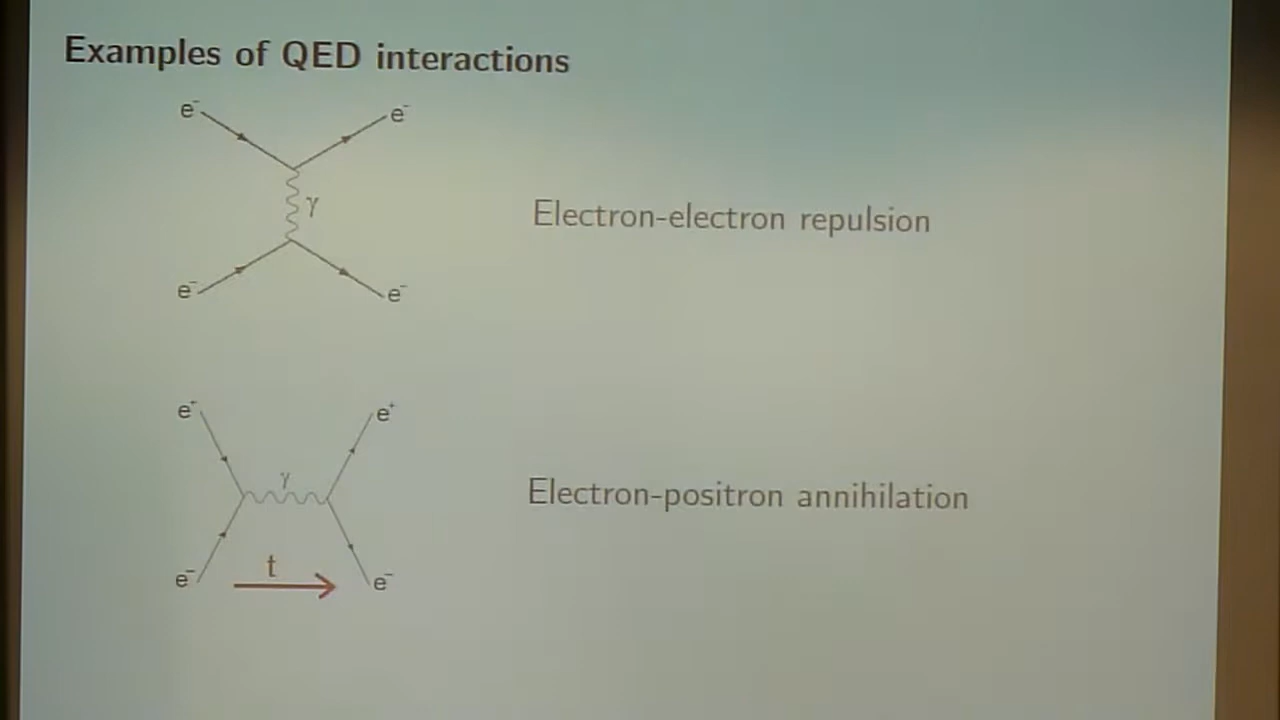 Examples of QED interactions
e⁻ e⁻
γ
Electron-electron repulsion
e⁻ e⁻
e⁺ e⁺
γ
Electron-positron annihilation
t
e⁻ e⁻